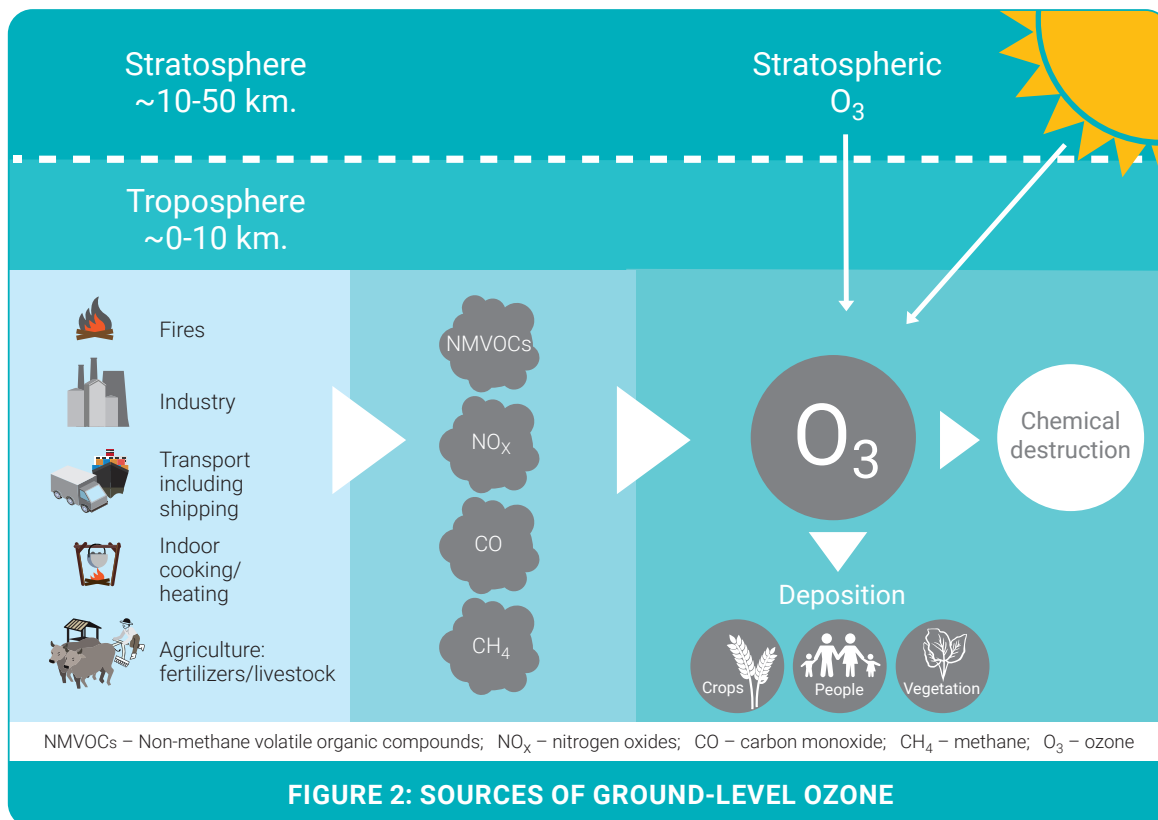 Stratosphere
~10-50 km.
Stratospheric
O₃
Troposphere
~0-10 km.
Fires
Industry
Transport
including
shipping
Indoor
cooking/
heating
Agriculture:
fertilizers/livestock
NMVOCs
NOₓ
CO
CH₄
O₃
Chemical
destruction
Deposition
Crops
People
Vegetation
NMVOCs – Non-methane volatile organic compounds; NOₓ – nitrogen oxides; CO – carbon monoxide; CH₄ – methane; O₃ – ozone
FIGURE 2: SOURCES OF GROUND-LEVEL OZONE